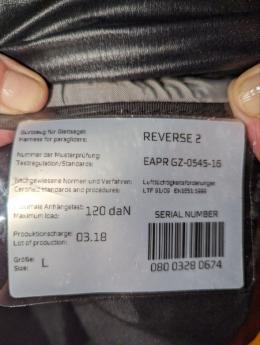 Gurtzeug für Gleitsegel:
Harness for paragliders:
REVERSE 2
Nummer der Musterprüfung:
Testregulation/Standards:
EAPR GZ-0545-16
Nachgewiesene Normen und Verfahren:
Certified standards and procedures:
Lufttüchtigkeitsforderungen
LTF 91/09 EN1651:1999
Maximale Anhängelast:
Maximum load:
120 daN
SERIAL NUMBER
Produktionscharge:
Lot of production:
03.18
Größe:
Size:
L
080 0328 0674